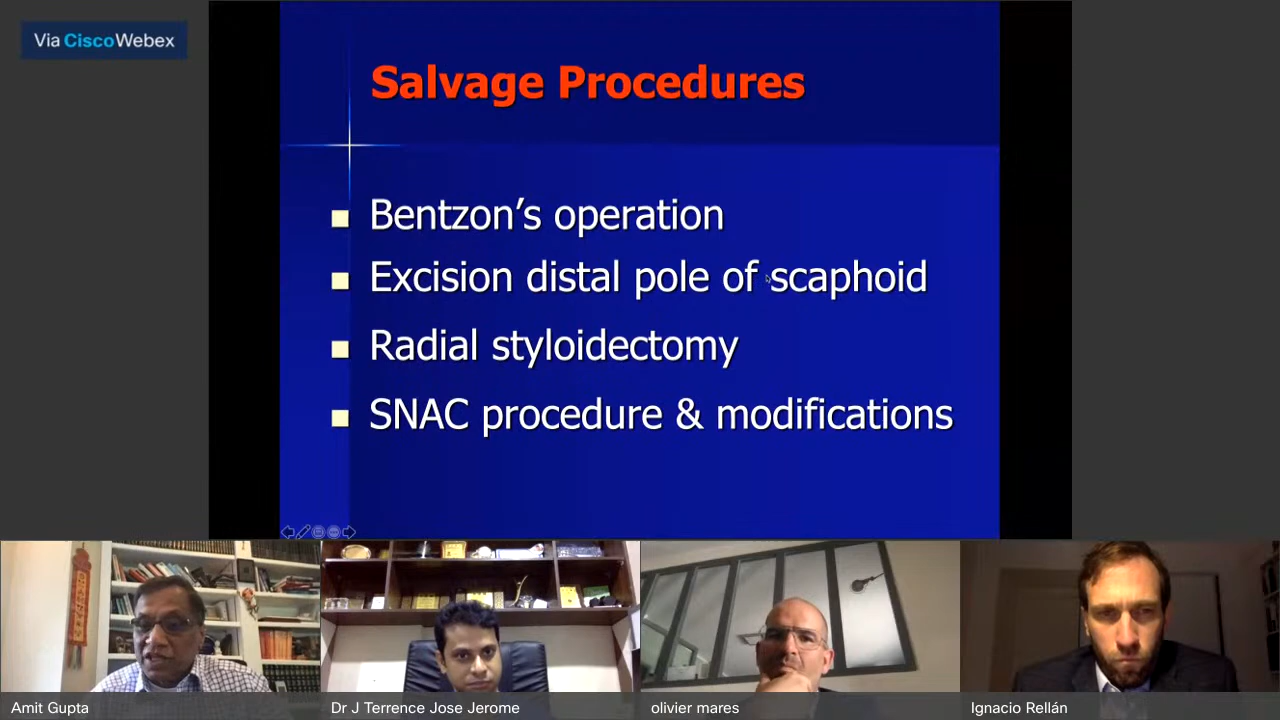 Via CiscoWebex
Salvage Procedures
Bentzon’s operation
Excision distal pole of scaphoid
Radial styloidectomy
SNAC procedure & modifications
Amit Gupta
Dr J Terrence Jose Jerome
olivier mares
Ignacio Rellán